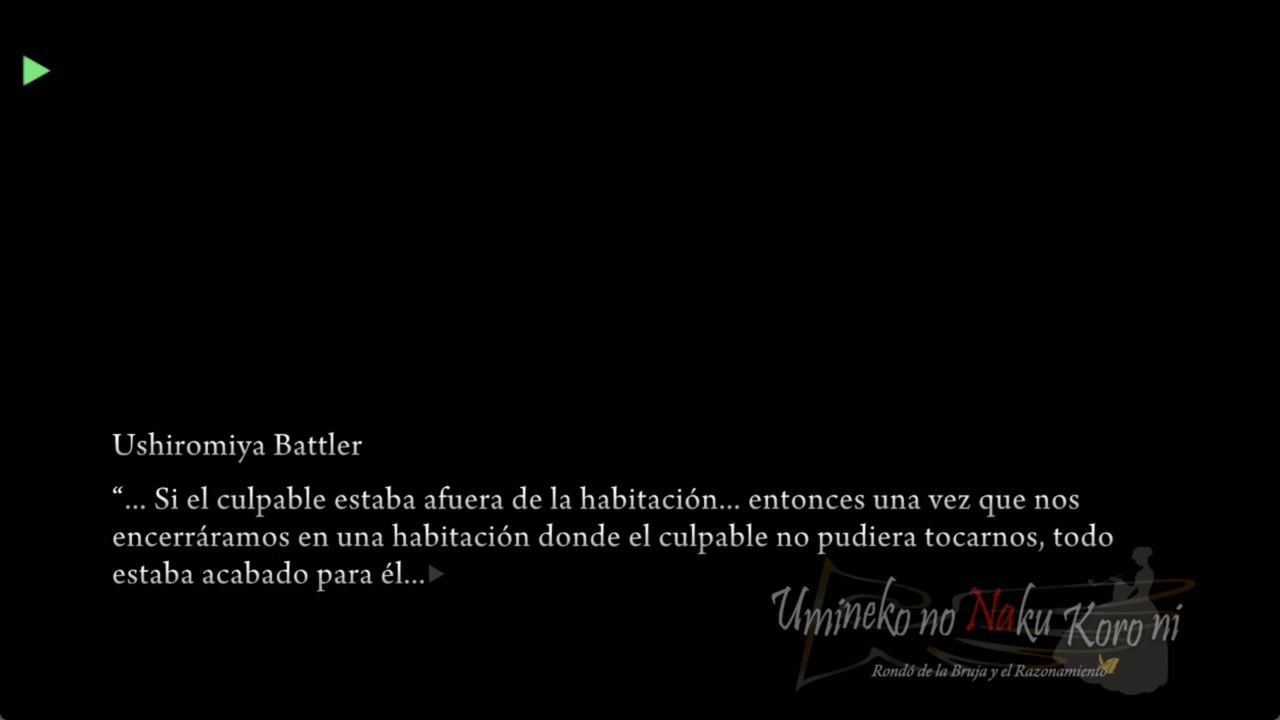 Ushiromiya Battler
“... Si el culpable estaba afuera de la habitación... entonces una vez que nos
encerráramos en una habitación donde el culpable no pudiera tocarnos, todo
estaba acabado para él...
Umineko no Naku Koro ni
Rondó de la Bruja y el Razonamiento